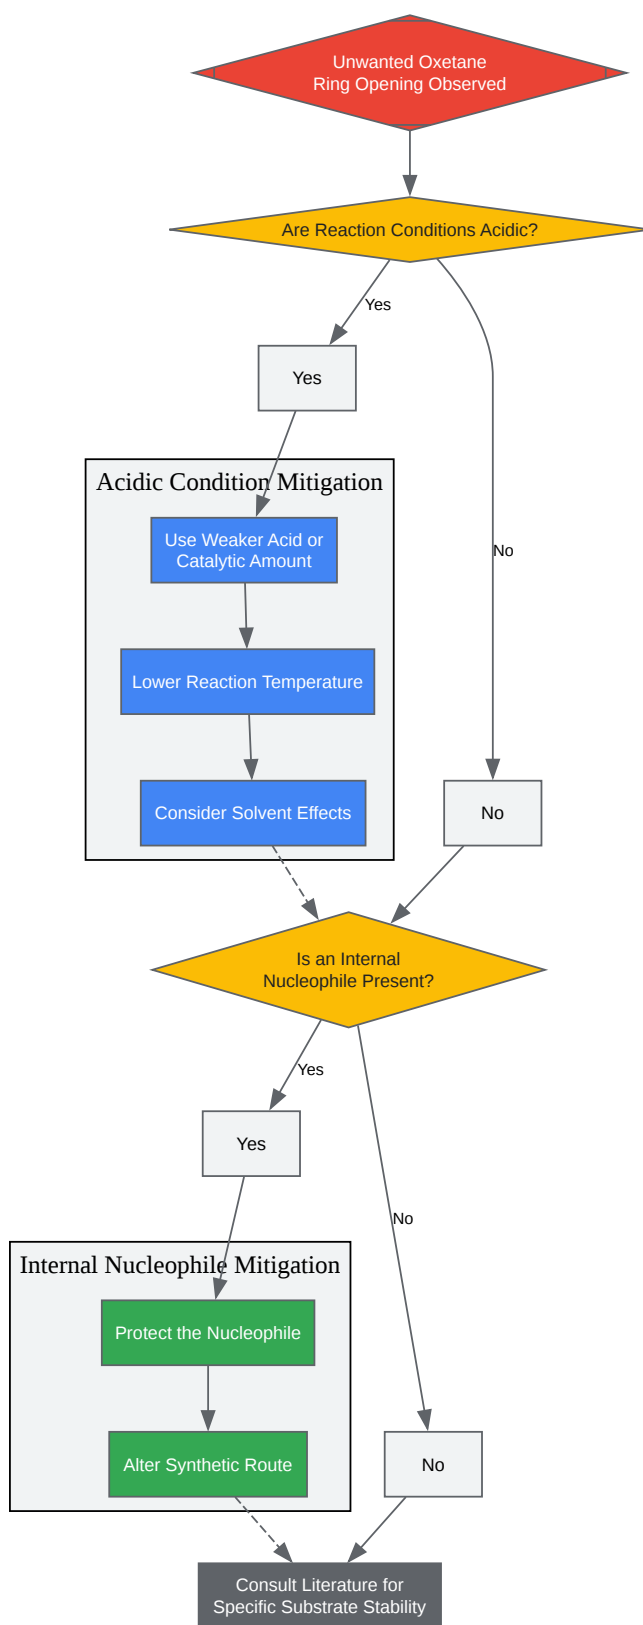 Unwanted Oxetane
Ring Opening Observed
Are Reaction Conditions Acidic?
Yes
Yes
Acidic Condition Mitigation
Use Weaker Acid or
Catalytic Amount
No
Lower Reaction Temperature
Consider Solvent Effects
No
Is an Internal
Nucleophile Present?
Yes
Yes
No
Internal Nucleophile Mitigation
Protect the Nucleophile
Alter Synthetic Route
No
Consult Literature for
Specific Substrate Stability